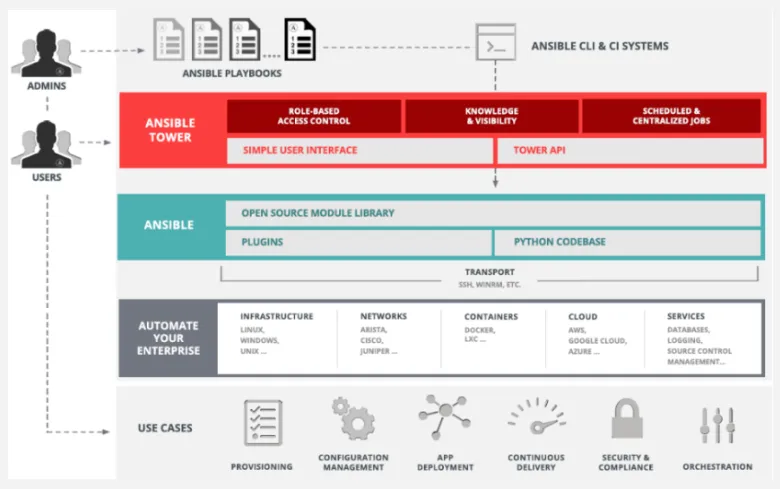 ADMINS
USERS
ANSIBLE PLAYBOOKS
ANSIBLE CLI & CI SYSTEMS
ANSIBLE
TOWER
ROLE-BASED
ACCESS CONTROL
KNOWLEDGE
& VISIBILITY
SCHEDULED &
CENTRALIZED JOBS
SIMPLE USER INTERFACE
TOWER API
ANSIBLE
OPEN SOURCE MODULE LIBRARY
PLUGINS
PYTHON CODEBASE
TRANSPORT
SSH, WINRM, ETC.
AUTOMATE
YOUR
ENTERPRISE
INFRASTRUCTURE
LINUX,
WINDOWS,
UNIX ...
NETWORKS
ARISTA,
CISCO,
JUNIPER ...
CONTAINERS
DOCKER,
LXC ...
CLOUD
AWS,
GOOGLE CLOUD,
AZURE ...
SERVICES
DATABASES,
LOGGING,
SOURCE CONTROL
MANAGEMENT...
USE CASES
PROVISIONING
CONFIGURATION
MANAGEMENT
APP
DEPLOYMENT
CONTINUOUS
DELIVERY
SECURITY &
COMPLIANCE
ORCHESTRATION